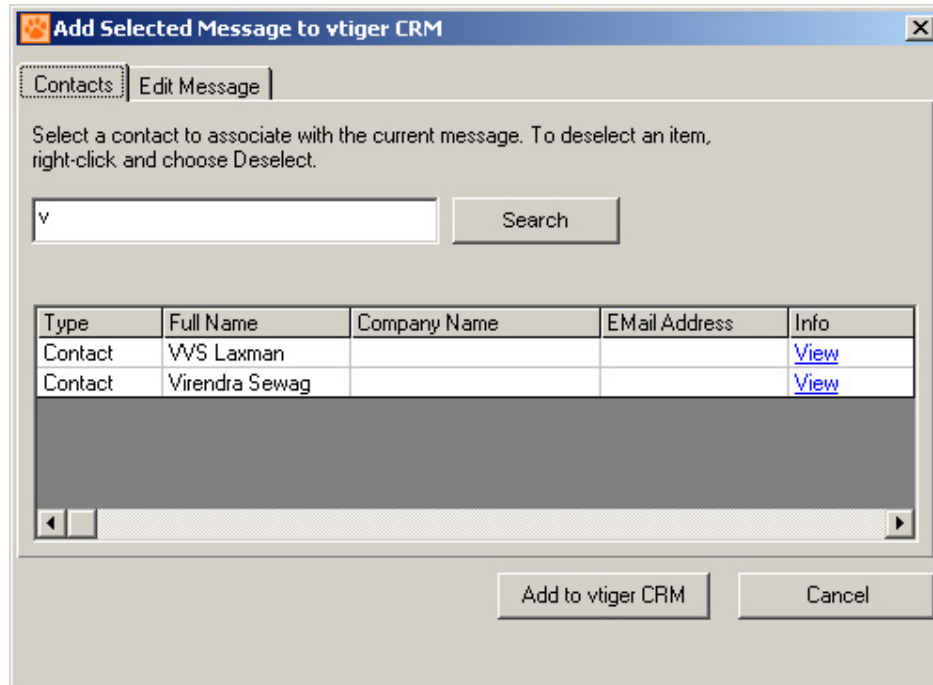 Add Selected Message to vtiger CRM
Contacts Edit Message
Select a contact to associate with the current message. To deselect an item,
right-click and choose Deselect.
v Search
Type Full Name Company Name EMail Address Info
Contact VVS Laxman View
Contact Virendra Sewag View
Add to vtiger CRM Cancel